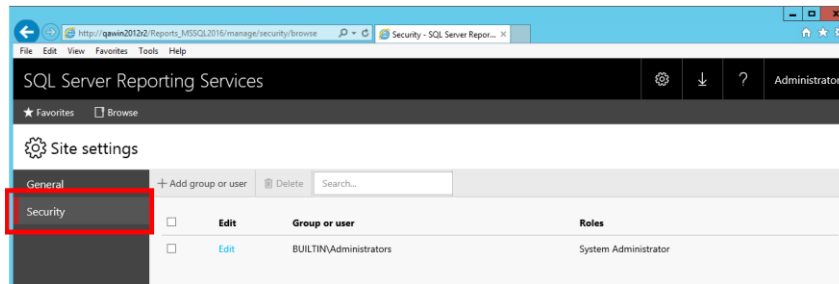 http://qawin2012r2/Reports_MSSQL2016/manage/security/browse
Security - SQL Server Repor...
File Edit View Favorites Tools Help
SQL Server Reporting Services
Administrator
Favorites Browse
Site settings
General
Security
Add group or user Delete Search...
Edit Group or user Roles
Edit BUILTIN\Administrators System Administrator